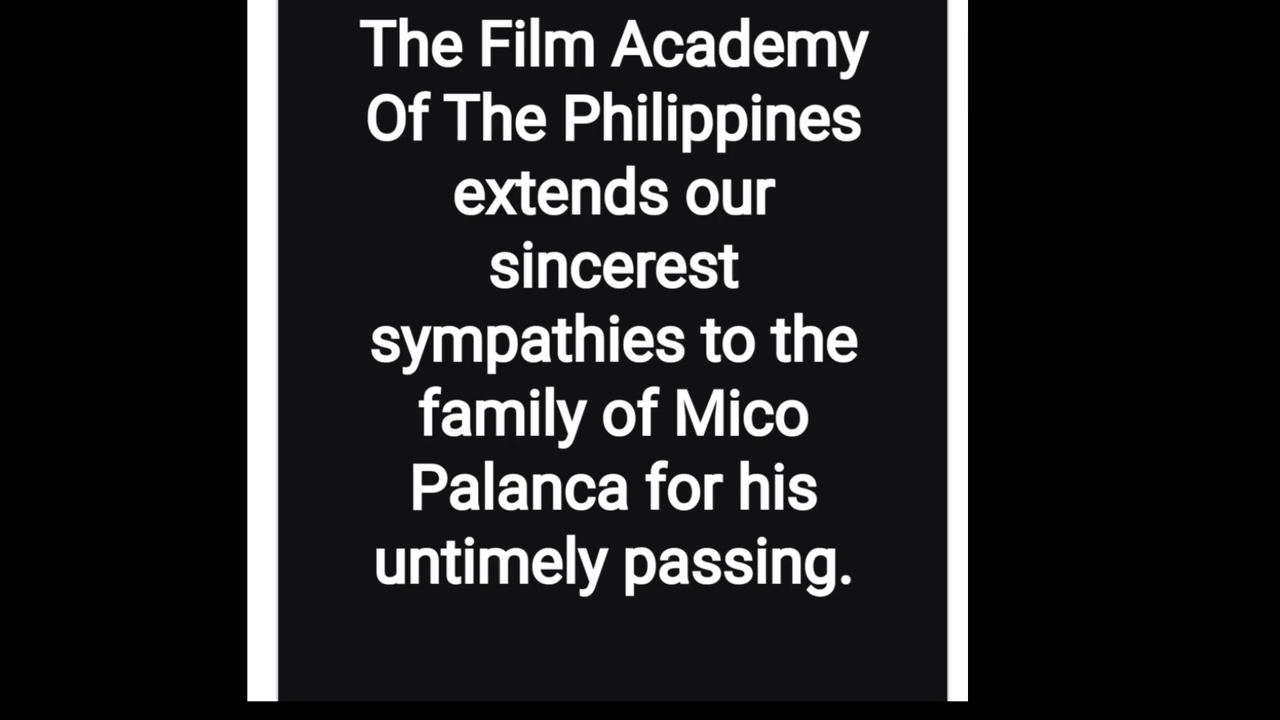 The Film Academy
Of The Philippines
extends our
sincerest
sympathies to the
family of Mico
Palanca for his
untimely passing.